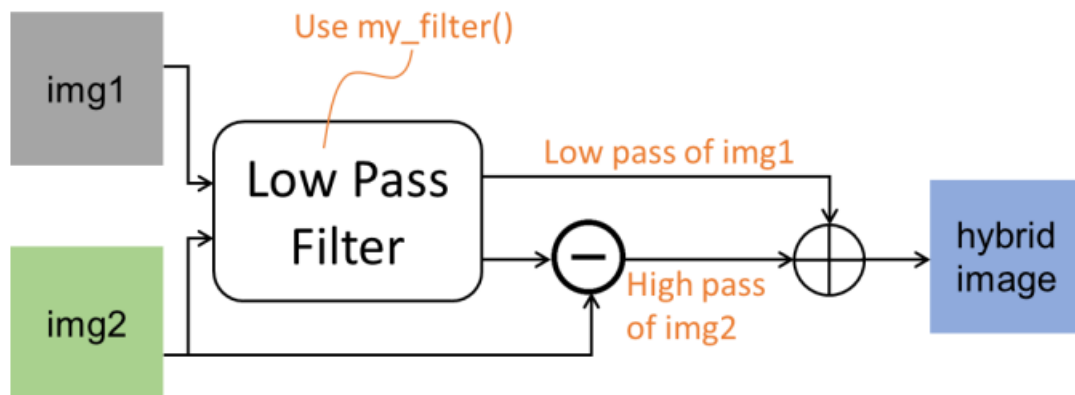 Use my_filter()
img1
Low Pass
Filter
Low pass of img1
img2
High pass
of img2
hybrid
image